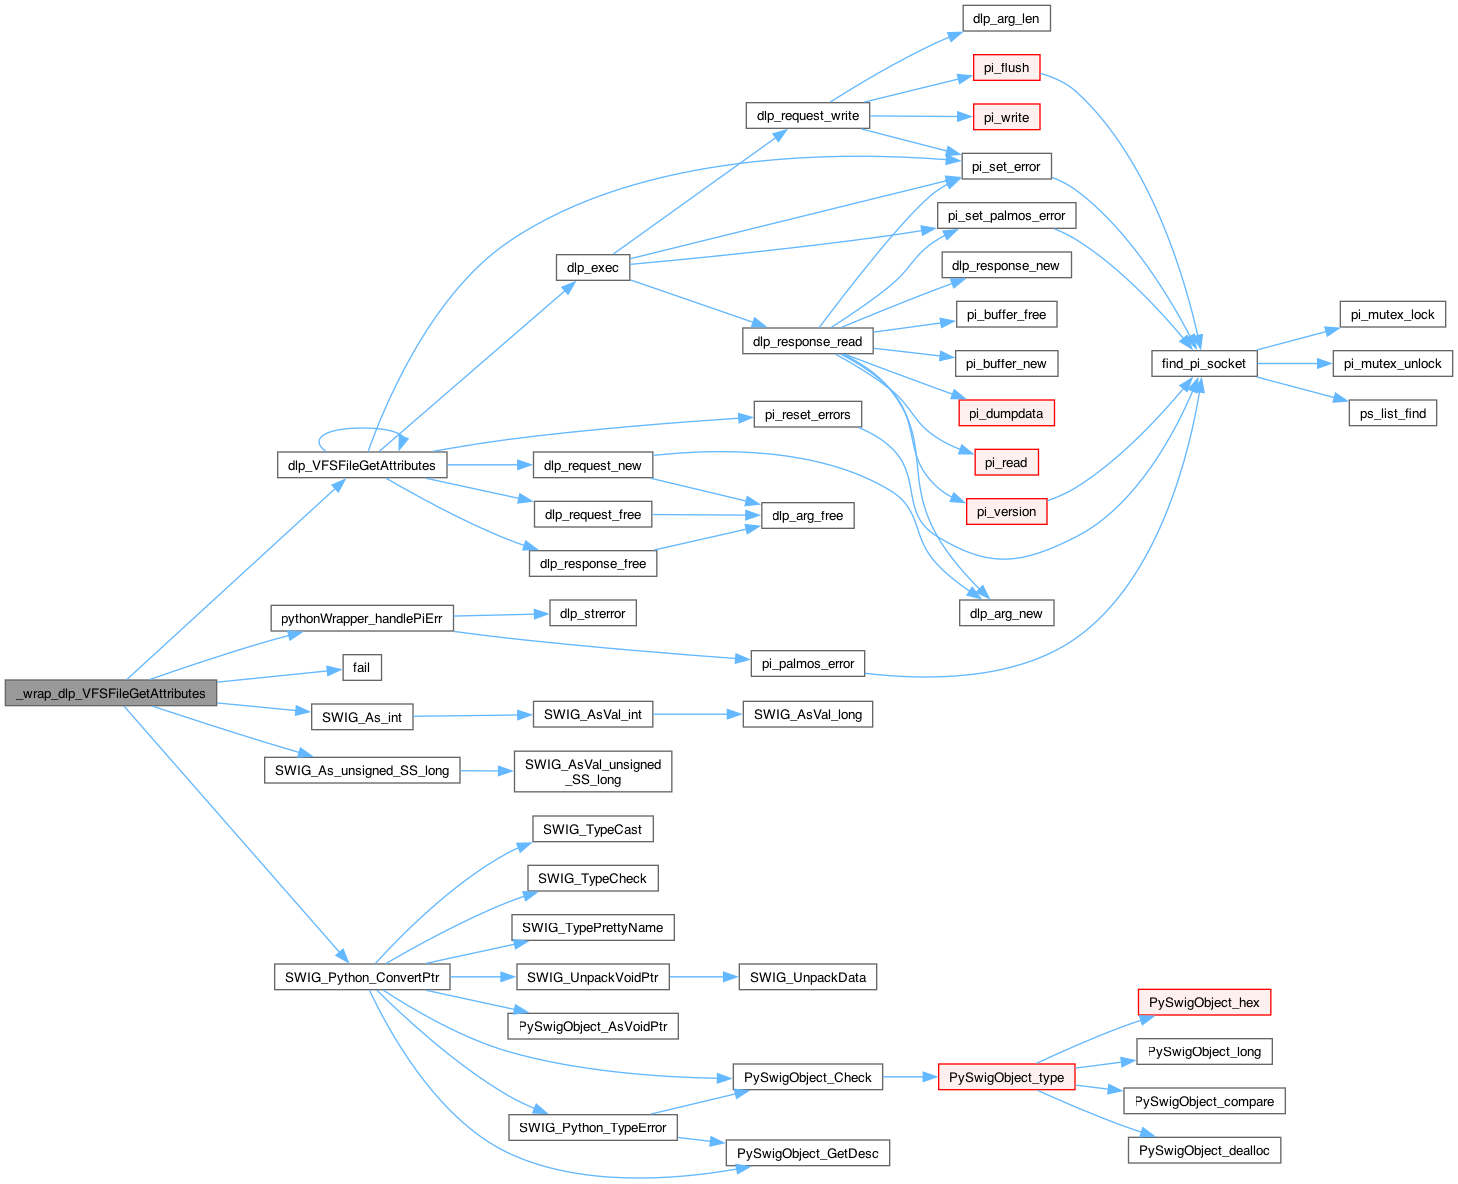 dlp_arg_len
pi_flush
dlp_request_write
pi_write
pi_set_error
pi_set_palmos_error
dlp_exec
dlp_response_new
pi_buffer_free
pi_mutex_lock
dlp_response_read
pi_buffer_new
find_pi_socket
pi_mutex_unlock
pi_dumpdata
ps_list_find
pi_reset_errors
dlp_VFSFileGetAttributes
dlp_request_new
pi_read
dlp_request_free
dlp_arg_free
pi_version
dlp_response_free
pythonWrapper_handlePiErr
dlp_strerror
dlp_arg_new
fail
pi_palmos_error
_wrap_dlp_VFSFileGetAttributes
SWIG_As_int
SWIG_AsVal_int
SWIG_AsVal_long
SWIG_As_unsigned_SS_long
SWIG_AsVal_unsigned
_SS_long
SWIG_TypeCast
SWIG_TypeCheck
SWIG_TypePrettyName
SWIG_Python_ConvertPtr
SWIG_UnpackVoidPtr
SWIG_UnpackData
PySwigObject_AsVoidPtr
PySwigObject_hex
PySwigObject_long
PySwigObject_Check
PySwigObject_type
PySwigObject_compare
SWIG_Python_TypeError
PySwigObject_GetDesc
PySwigObject_dealloc